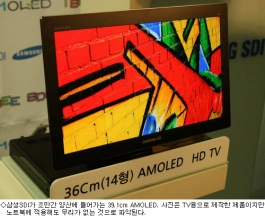 SAMSUNG
SDI
36Cm(14형) AMOLED HD TV
◇삼성SDI가 조만간 양산에 들어가는 39.1cm AMOLED. 사진은 TV용으로 제작한 제품이지만
노트북에 적용해도 무리가 없는 것으로 파악된다.